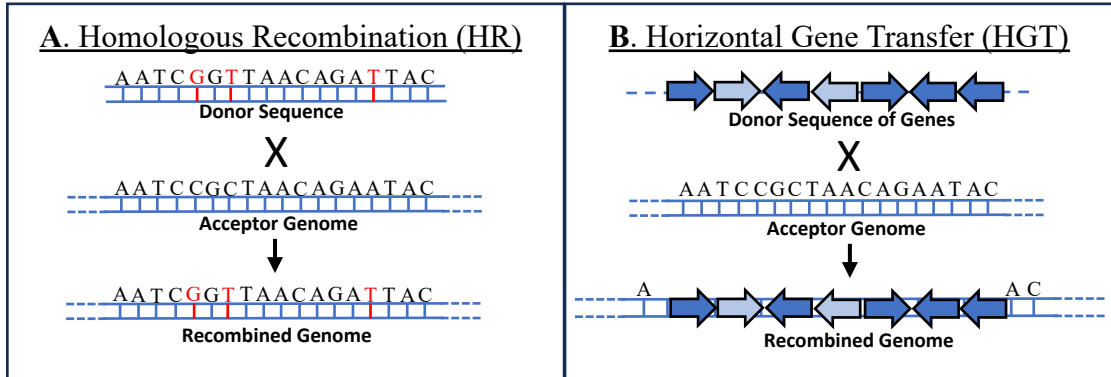 A. Homologous Recombination (HR)
AATCGGTTAACAGATTAC
Donor Sequence
X
AATCCGCTAACAGAATAC
Acceptor Genome
AATCGGTTAACAGATTAC
Recombined Genome
B. Horizontal Gene Transfer (HGT)
Donor Sequence of Genes
X
AATCCGCTAACAGAATAC
Acceptor Genome
A AC
Recombined Genome